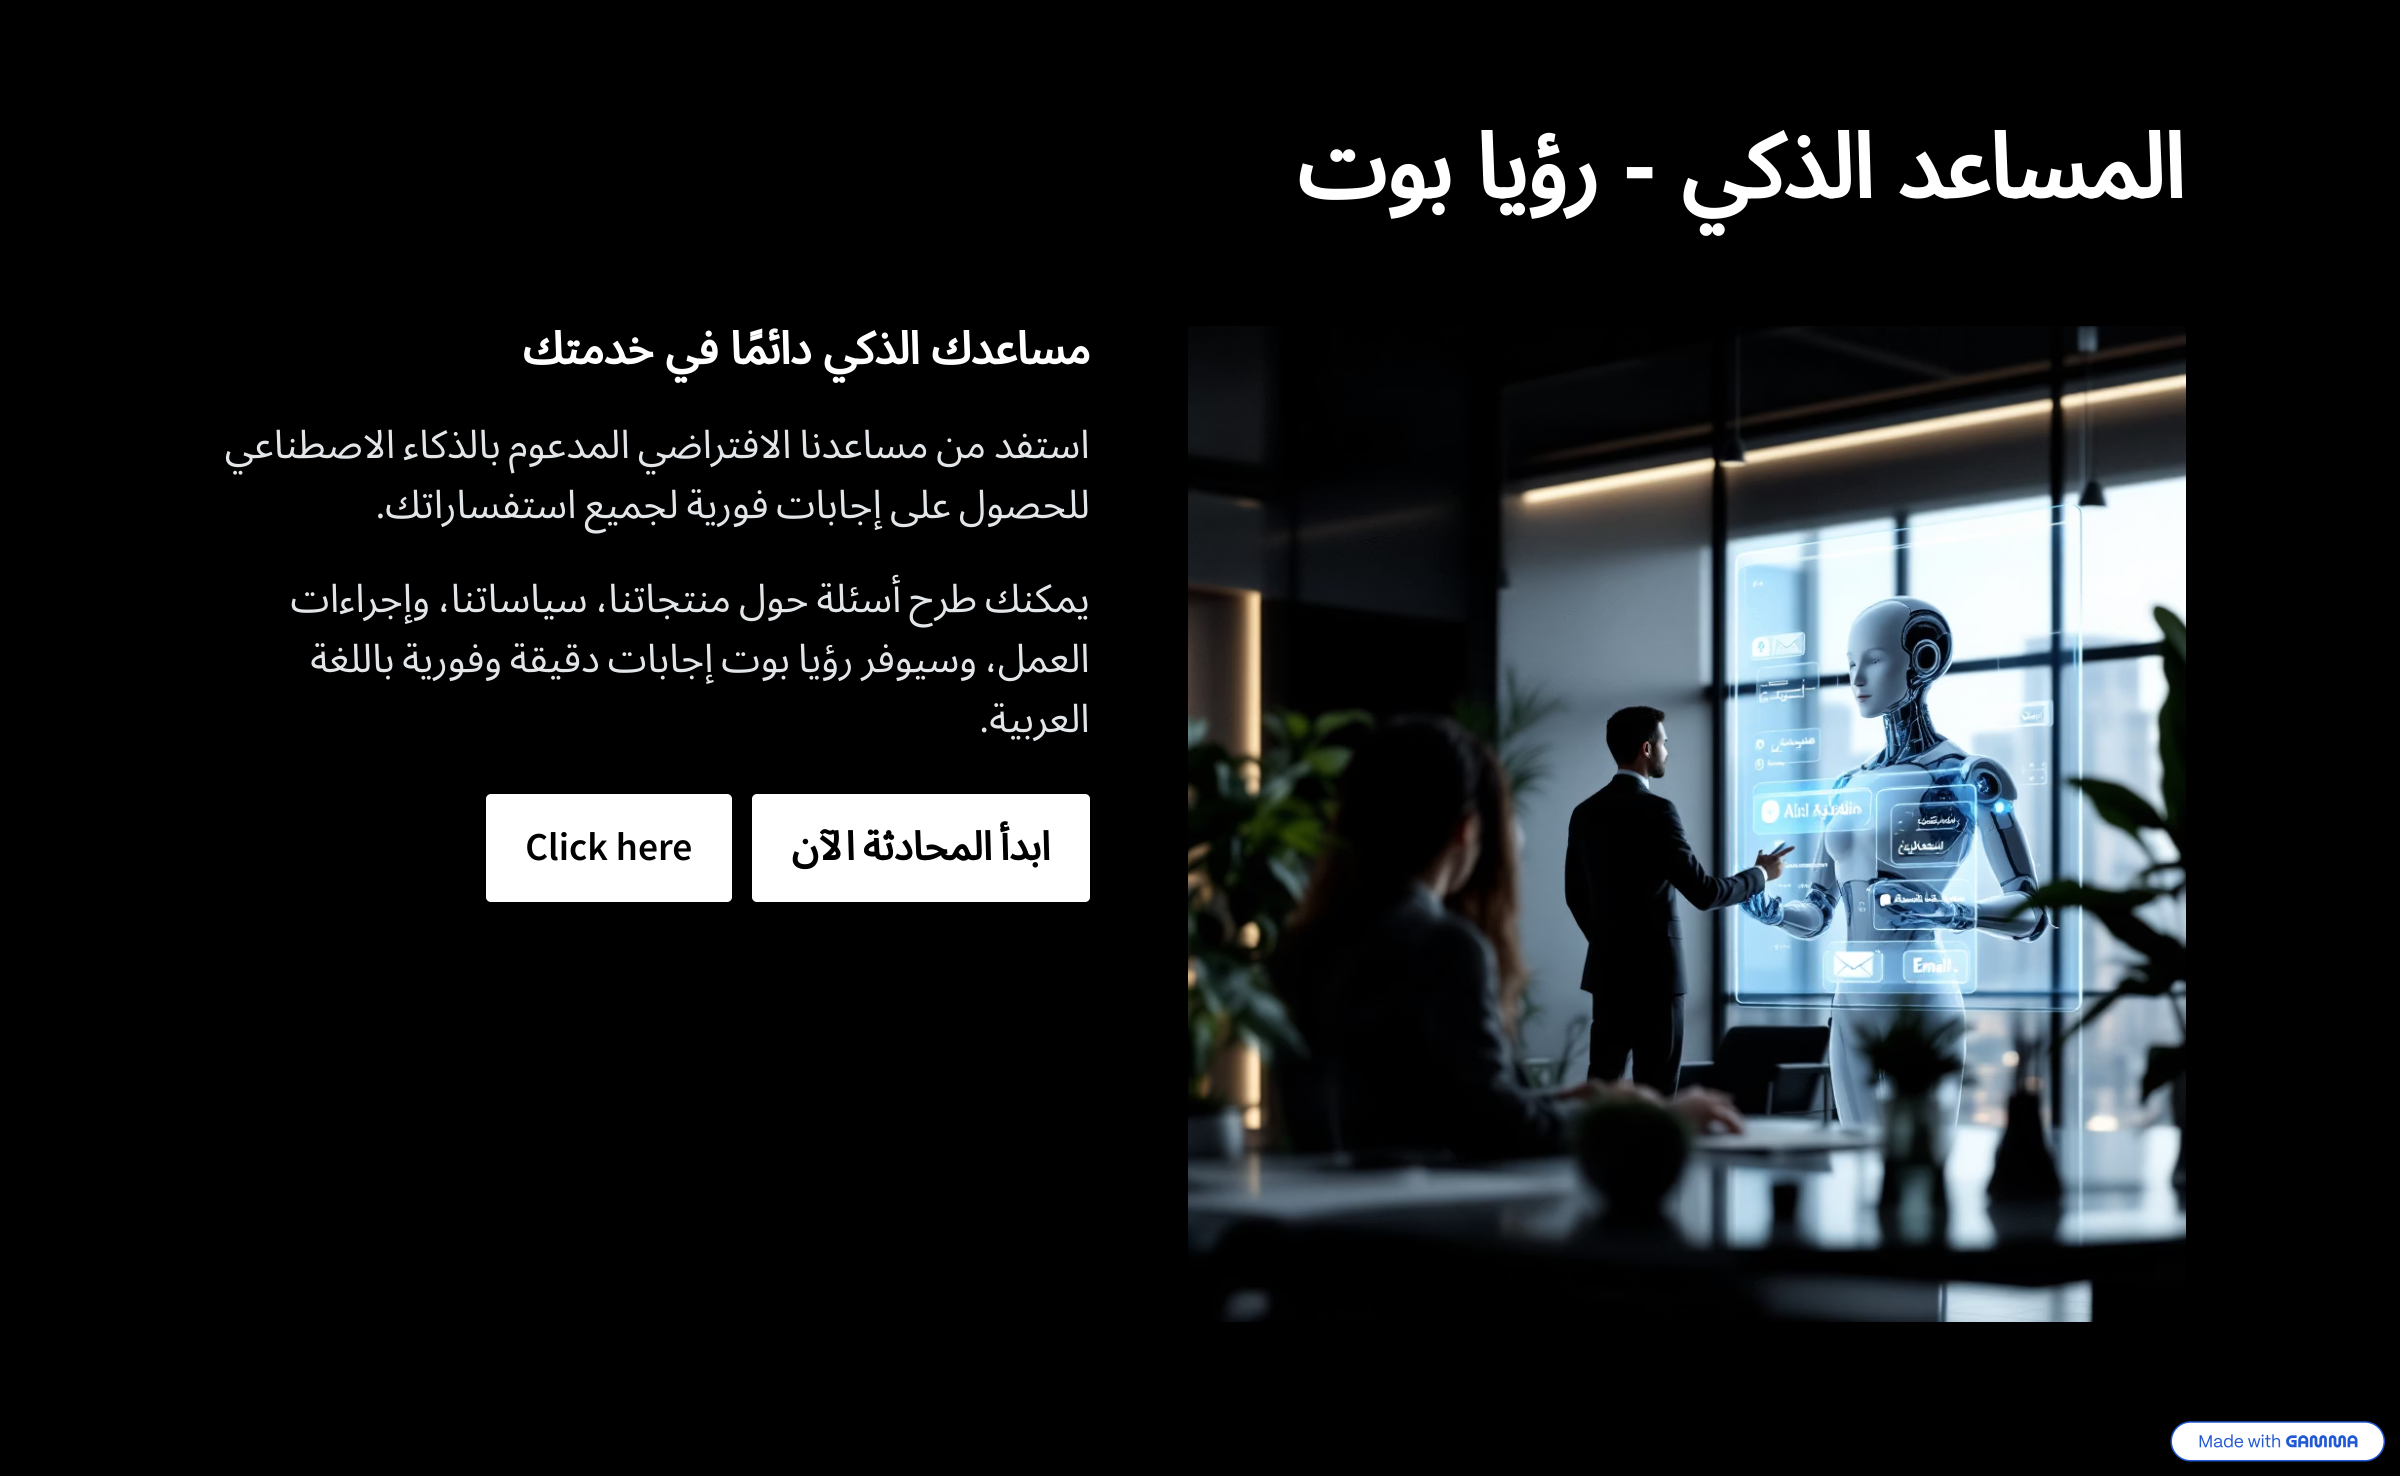 المساعد الذكي - رؤيا بوت
مساعدك الذكي دائمًا في خدمتك
استفد من مساعدنا الافتراضي المدعوم بالذكاء الاصطناعي
للحصول على إجابات فورية لجميع استفساراتك.
يمكنك طرح أسئلة حول منتجاتنا، سياساتنا، وإجراءات
العمل، وسيوفر رؤيا بوت إجابات دقيقة وفورية باللغة
العربية.
ابدأ المحادثة الآن
Click here
Email.
Made with GAMMA